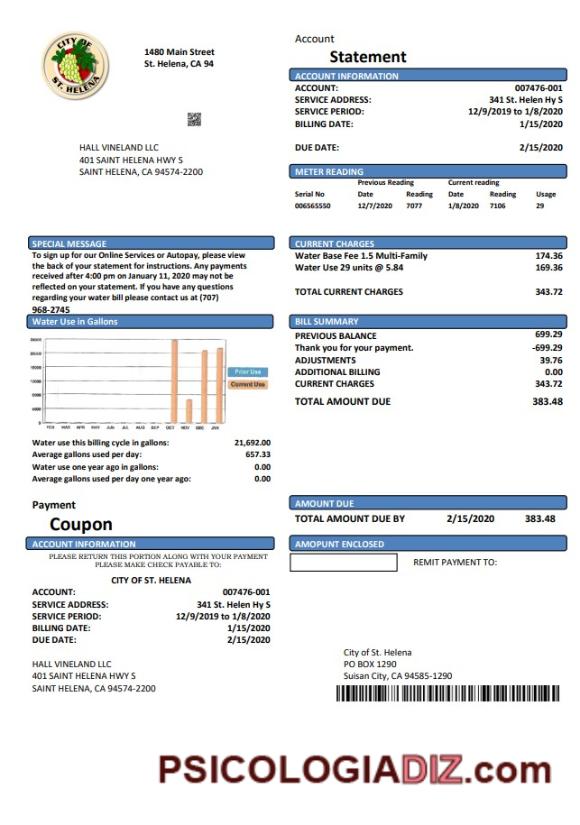 CITY OF
ST. HELENA
1480 Main Street
St. Helena, CA 94
Account
Statement
ACCOUNT INFORMATION
ACCOUNT: 007476-001
SERVICE ADDRESS: 341 St. Helen Hy S
SERVICE PERIOD: 12/9/2019 to 1/8/2020
BILLING DATE: 1/15/2020
DUE DATE: 2/15/2020
HALL VINELAND LLC
401 SAINT HELENA HWY S
SAINT HELENA, CA 94574-2200
METER READING
Previous Reading Current reading
Serial No Date Reading Date Reading Usage
006565550 12/7/2020 7077 1/8/2020 7106 29
SPECIAL MESSAGE
To sign up for our Online Services or Autopay, please view
the back of your statement for instructions. Any payments
received after 4:00 pm on January 11, 2020 may not be
reflected on your statement. If you have any questions
regarding your water bill please contact us at (707)
968-2745
CURRENT CHARGES
Water Base Fee 1.5 Multi-Family 174.36
Water Use 29 units @ 5.84 169.36
TOTAL CURRENT CHARGES 343.72
Water Use in Gallons
Prior Use
Current Use
FEB MAR APR MAY JUN JUL AUG SEP OCT NOV DEC JAN
Water use this billing cycle in gallons: 21,692.00
Average gallons used per day: 657.33
Water use one year ago in gallons: 0.00
Average gallons used per day one year ago: 0.00
BILL SUMMARY
PREVIOUS BALANCE 699.29
Thank you for your payment. -699.29
ADJUSTMENTS 39.76
ADDITIONAL BILLING 0.00
CURRENT CHARGES 343.72
TOTAL AMOUNT DUE 383.48
Payment
Coupon
AMOUNT DUE
TOTAL AMOUNT DUE BY 2/15/2020 383.48
ACCOUNT INFORMATION
PLEASE RETURN THIS PORTION ALONG WITH YOUR PAYMENT
PLEASE MAKE CHECK PAYABLE TO:
CITY OF ST. HELENA
ACCOUNT: 007476-001
SERVICE ADDRESS: 341 St. Helen Hy S
SERVICE PERIOD: 12/9/2019 to 1/8/2020
BILLING DATE: 1/15/2020
DUE DATE: 2/15/2020
AMOPUNT ENCLOSED
REMIT PAYMENT TO:
HALL VINELAND LLC
401 SAINT HELENA HWY S
SAINT HELENA, CA 94574-2200
City of St. Helena
PO BOX 1290
Suisan City, CA 94585-1290
PSICOLOGIADIZ.com